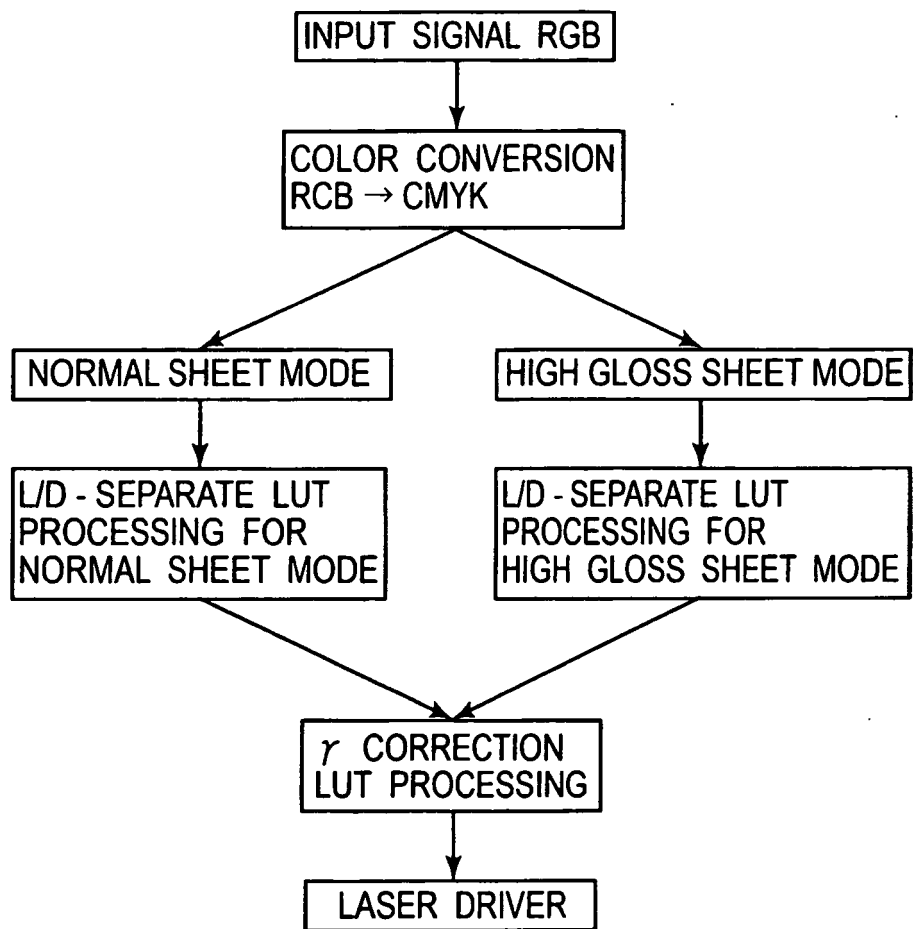 INPUT SIGNAL RGB
COLOR CONVERSION
RCB → CMYK
NORMAL SHEET MODE
HIGH GLOSS SHEET MODE
L/D - SEPARATE LUT
PROCESSING FOR
NORMAL SHEET MODE
L/D - SEPARATE LUT
PROCESSING FOR
HIGH GLOSS SHEET MODE
γ CORRECTION
LUT PROCESSING
LASER DRIVER